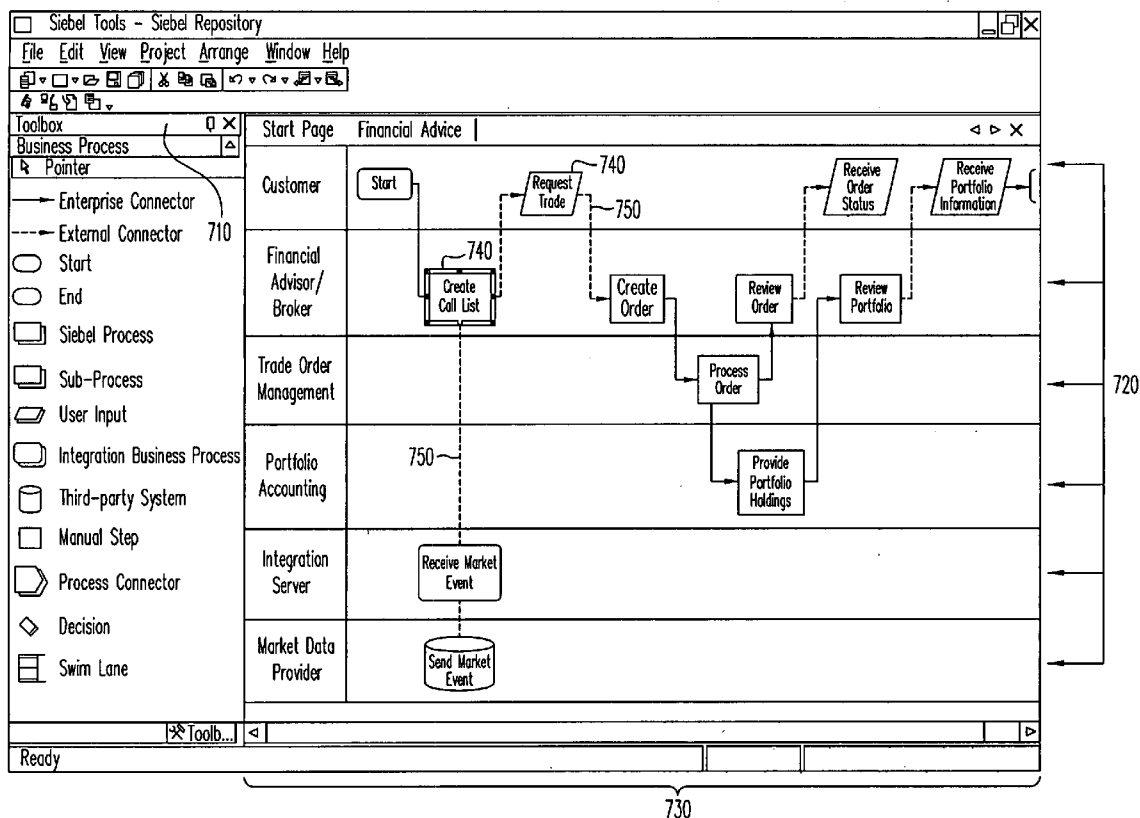 Siebel Tools - Siebel Repository
File Edit View Project Arrange Window Help
Toolbox
Business Process
Pointer
Enterprise Connector
External Connector
710
Start
End
Siebel Process
Sub-Process
User Input
Integration Business Process
Third-party System
Manual Step
Process Connector
Decision
Swim Lane
Toolb...
Ready
Start Page Financial Advice
Customer
Start
Request
Trade
740
750
Receive
Order
Status
Receive
Portfolio
Information
Financial
Advisor/
Broker
740
Create
Call List
Create
Order
Review
Order
Review
Portfolio
Trade Order
Management
Process
Order
720
Portfolio
Accounting
750
Provide
Portfolio
Holdings
Integration
Server
Receive Market
Event
Market Data
Provider
Send Market
Event
730